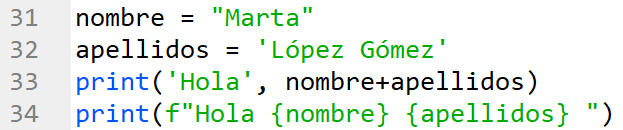 31 nombre = "Marta"
32 apellidos = 'López Gómez'
33 print('Hola', nombre+apellidos)
34 print(f"Hola {nombre} {apellidos} ")